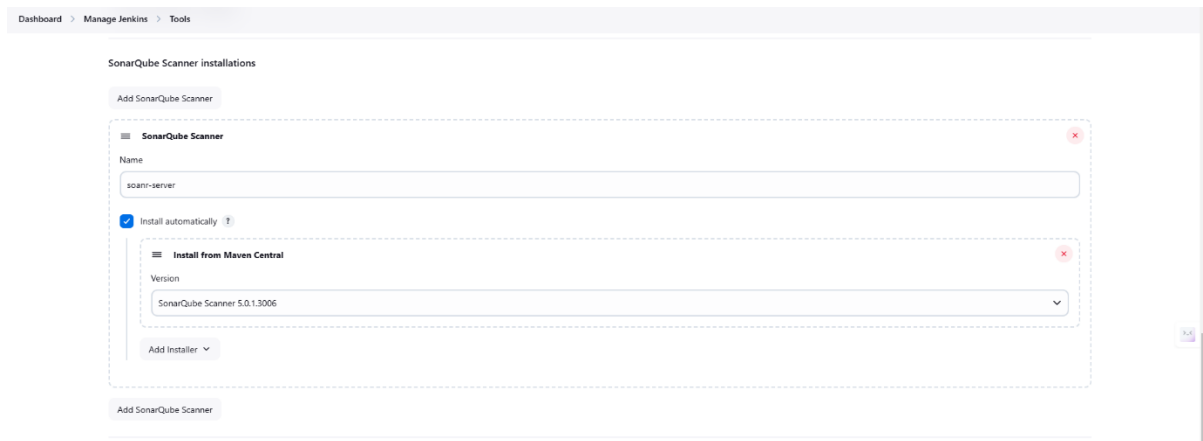 Dashboard > Manage Jenkins > Tools
SonarQube Scanner installations
Add SonarQube Scanner
SonarQube Scanner
Name
soanr-server
Install automatically ?
Install from Maven Central
Version
SonarQube Scanner 5.0.1.3006
Add Installer
Add SonarQube Scanner